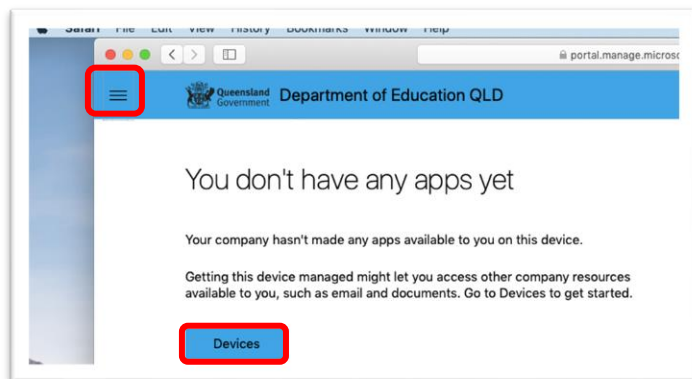 Safari File Edit View History Bookmarks Window Help
portal.manage.microsc
Queensland
Government
Department of Education QLD
You don't have any apps yet
Your company hasn't made any apps available to you on this device.
Getting this device managed might let you access other company resources
available to you, such as email and documents. Go to Devices to get started.
Devices